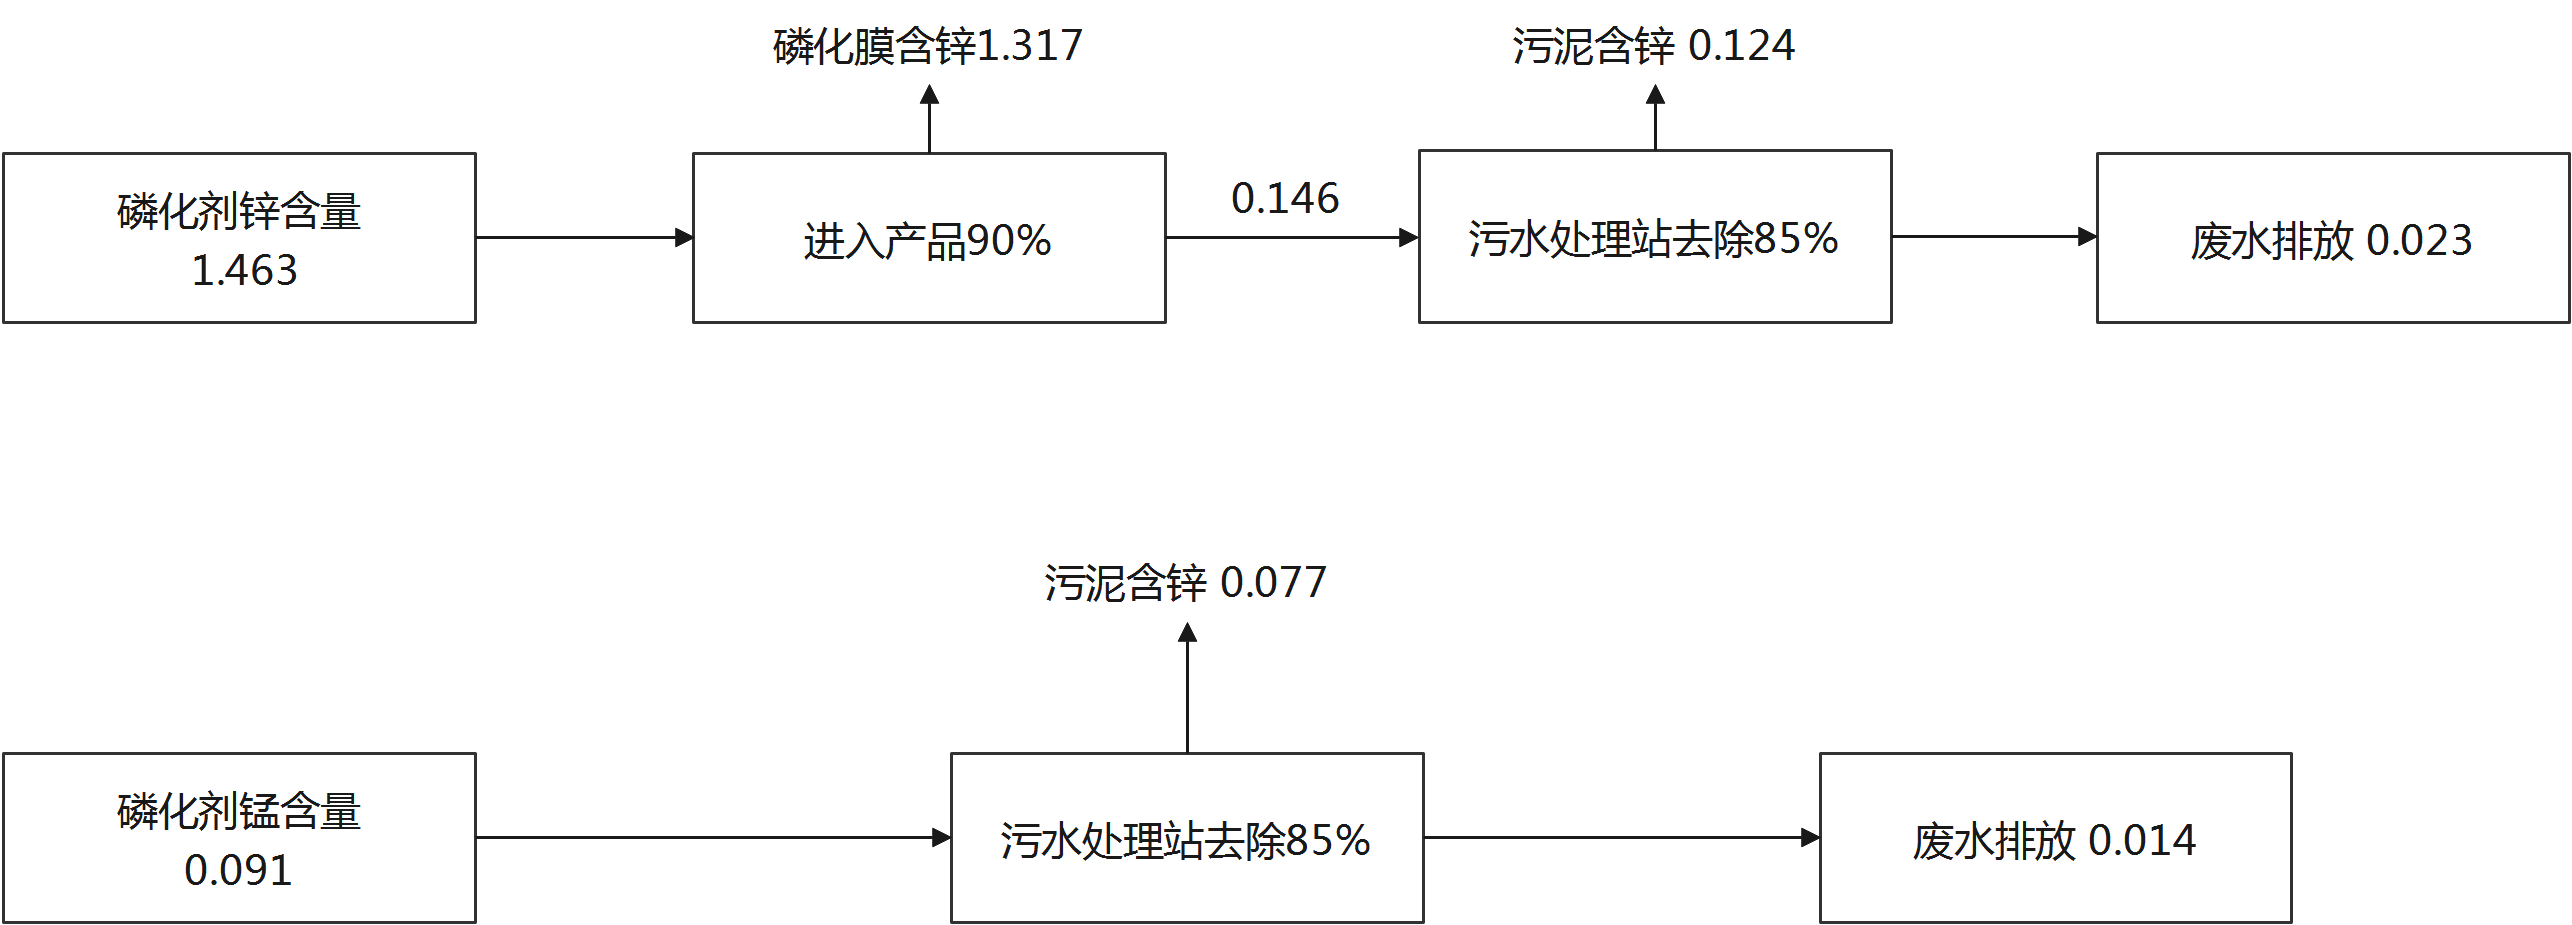 磷化膜含锌1.317
污泥含锌 0.124
磷化剂锌含量
1.463
进入产品90%
0.146
污水处理站去除85%
废水排放 0.023
污泥含锌 0.077
磷化剂锰含量
0.091
污水处理站去除85%
废水排放 0.014